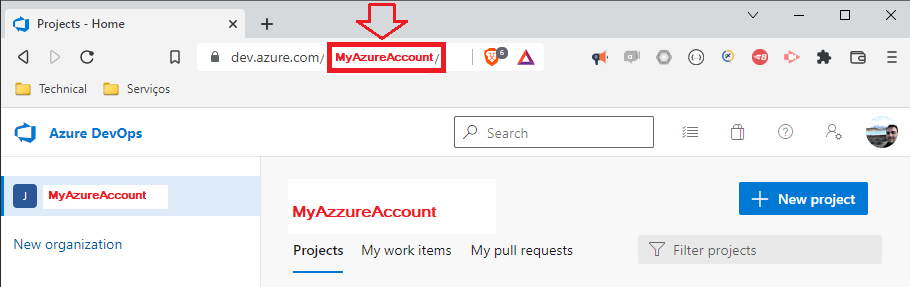 Projects - Home
dev.azure.com/ MyAzureAccount/
6
Technical
Serviços
Azure DevOps
Search
J
MyAzureAccount
MyAzzureAccount
New project
New organization
Projects
My work items
My pull requests
Filter projects